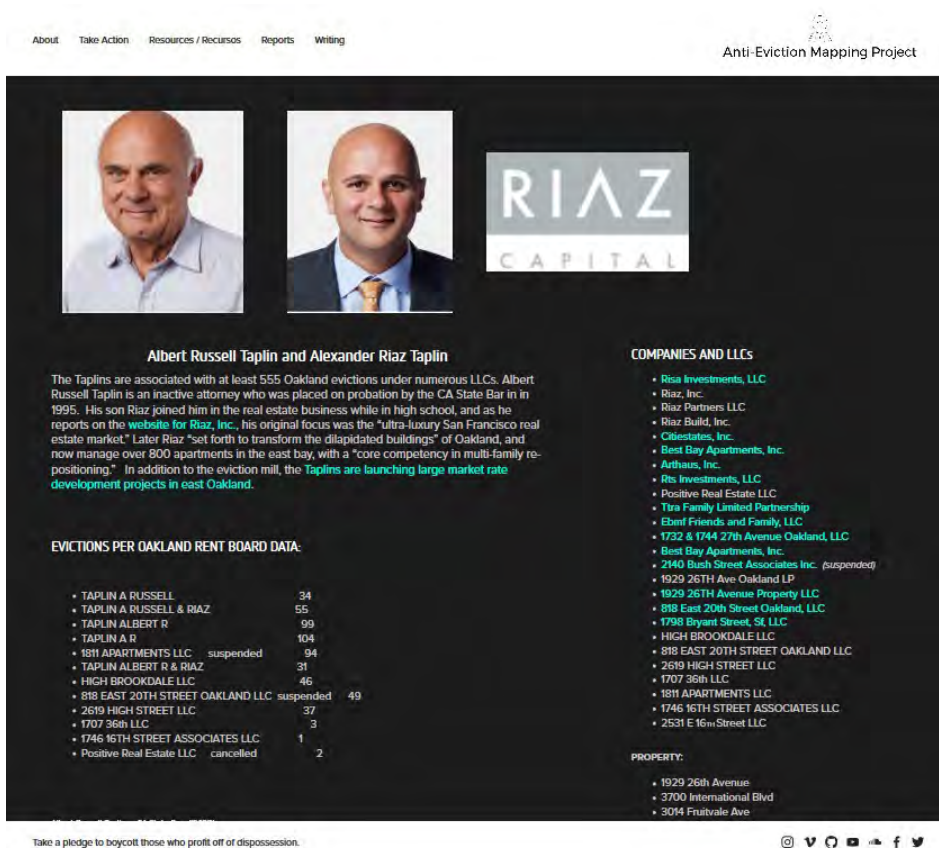 About Take Action Resources / Recursos Reports Writing
Anti-Eviction Mapping Project
RIAZ
CAPITAL
Albert Russell Taplin and Alexander Riaz Taplin
The Taplins are associated with at least 555 Oakland evictions under numerous LLCs. Albert
Russell Taplin is an inactive attorney who was placed on probation by the CA State Bar in in
1995. His son Riaz joined him in the real estate business while in high school, and as he
reports on the website for Riaz, Inc., his original focus was the "ultra-luxury San Francisco real
estate market." Later Riaz "set forth to transform the dilapidated buildings" of Oakland, and
now manage over 800 apartments in the east bay, with a "core competency in multi-family re-
positioning." In addition to the eviction mill, the Taplins are launching large market rate
development projects in east Oakland.
EVICTIONS PER OAKLAND RENT BOARD DATA:
• TAPLIN A RUSSELL 34
• TAPLIN A RUSSELL & RIAZ 55
• TAPLIN ALBERT R 99
• TAPLIN A R 104
• 1811 APARTMENTS LLC suspended 94
• TAPLIN ALBERT R & RIAZ 31
• HIGH BROOKDALE LLC 46
• 818 EAST 20TH STREET OAKLAND LLC suspended 49
• 2619 HIGH STREET LLC 37
• 1707 36th LLC 3
• 1746 16TH STREET ASSOCIATES LLC 1
• Positive Real Estate LLC cancelled 2
COMPANIES AND LLCs
• Risa Investments, LLC
• Riaz, Inc.
• Riaz Partners LLC
• Riaz Build, Inc.
• Citiestates, Inc.
• Best Bay Apartments, Inc.
• Arthaus, Inc.
• Rts Investments, LLC
• Positive Real Estate LLC
• Ttra Family Limited Partnership
• Ebmf Friends and Family, LLC
• 1732 & 1744 27th Avenue Oakland, LLC
• Best Bay Apartments, Inc.
• 2140 Bush Street Associates Inc. (suspended)
• 1929 26TH Ave Oakland LP
• 1929 26TH Avenue Property LLC
• 818 East 20th Street Oakland, LLC
• 1798 Bryant Street, Sf, LLC
• HIGH BROOKDALE LLC
• 818 EAST 20TH STREET OAKLAND LLC
• 2619 HIGH STREET LLC
• 1707 36th LLC
• 1811 APARTMENTS LLC
• 1746 16TH STREET ASSOCIATES LLC
• 2531 E 16TH Street LLC
PROPERTY:
• 1929 26th Avenue
• 3700 International Blvd
• 3014 Fruitvale Ave
Take a pledge to boycott those who profit off of dispossession.